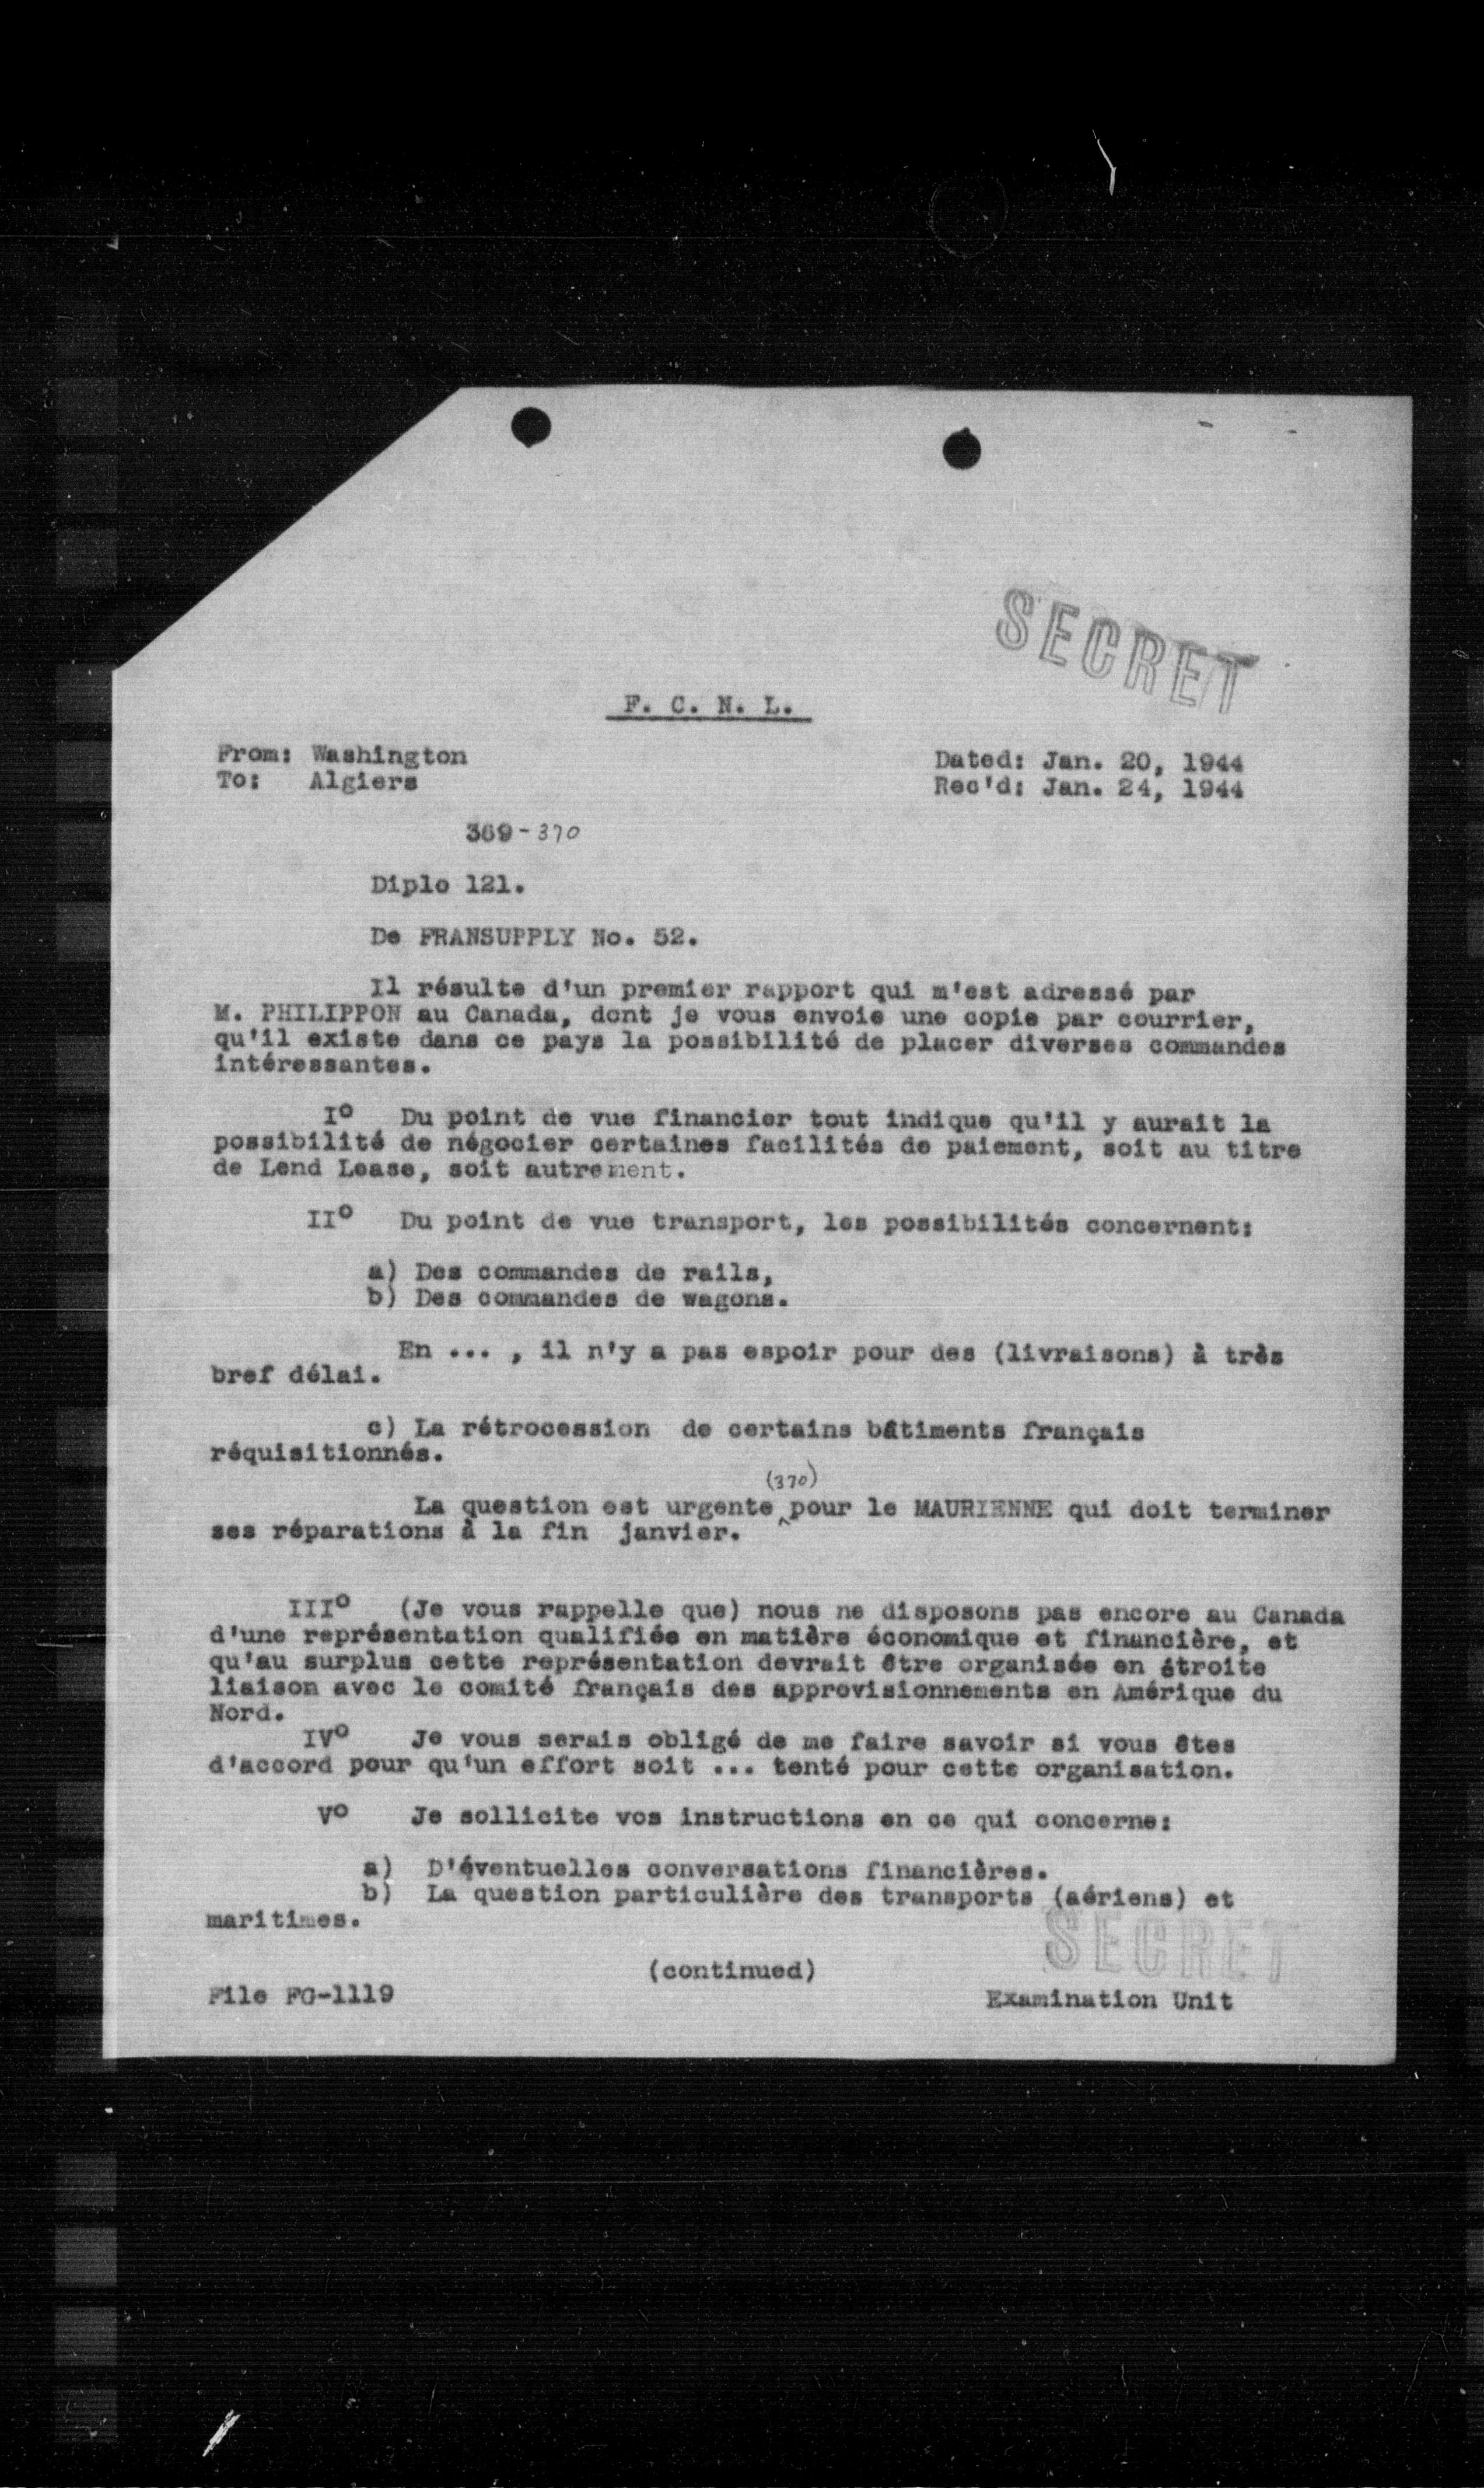 SECRET
F. C. N. L.
From: Washington
Dated: Jan. 20, 1944
To: Algiers
Rec'd: Jan. 24, 1944
369-370
Diplo 121.
De FRANSUPPLY No. 52.
Il résulte d'un premier rapport qui m'est adressé par
M. PHILIPPON au Canada, dont je vous envoie une copie par courrier,
qu'il existe dans ce pays la possibilité de placer diverses commandes
intéressantes.
I° Du point de vue financier tout indique qu'il y aurait la
possibilité de négocier certaines facilités de paiement, soit au titre
de Lend Lease, soit autrement.
II° Du point de vue transport, les possibilités concernent:
a) Des commandes de rails,
b) Des commandes de wagons.
En ... , il n'y a pas espoir pour des (livraisons) à très
bref délai.
c) La rétrocession de certains bâtiments français
réquisitionnés.
(370)
La question est urgente ^ pour le MAURIENNE qui doit terminer
ses réparations à la fin janvier.
III° (Je vous rappelle que) nous ne disposons pas encore au Canada
d'une représentation qualifiée en matière économique et financière, et
qu'au surplus cette représentation devrait être organisée en étroite
liaison avec le comité français des approvisionnements en Amérique du
Nord.
IV° Je vous serais obligé de me faire savoir si vous êtes
d'accord pour qu'un effort soit ... tenté pour cette organisation.
V° Je sollicite vos instructions en ce qui concerne:
a) D'éventuelles conversations financières.
b) La question particulière des transports (aériens) et
maritimes.
SECRET
(continued)
File FG-1119
Examination Unit